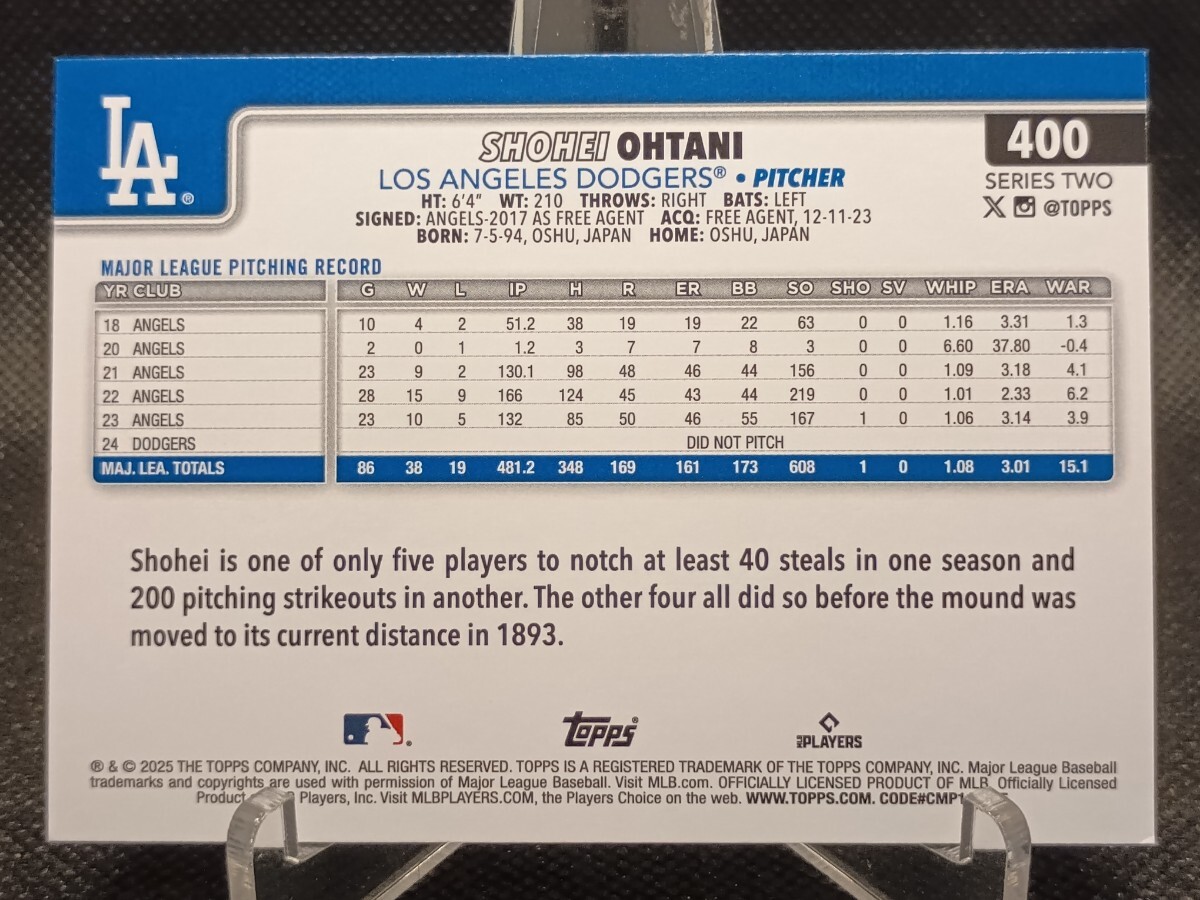 LA®
SHOHEI OHTANI
400
LOS ANGELES DODGERS® • PITCHER
SERIES TWO
HT: 6'4" WT: 210 THROWS: RIGHT BATS: LEFT
@TOPPS
SIGNED: ANGELS-2017 AS FREE AGENT ACQ: FREE AGENT, 12-11-23
BORN: 7-5-94, OSHU, JAPAN HOME: OSHU, JAPAN
MAJOR LEAGUE PITCHING RECORD
YR CLUB G W L IP H R ER BB SO SHO SV WHIP ERA WAR
18 ANGELS 10 4 2 51.2 38 19 19 22 63 0 0 1.16 3.31 1.3
20 ANGELS 2 0 1 1.2 3 7 7 8 3 0 0 6.60 37.80 -0.4
21 ANGELS 23 9 2 130.1 98 48 46 44 156 0 0 1.09 3.18 4.1
22 ANGELS 28 15 9 166 124 45 43 44 219 0 0 1.01 2.33 6.2
23 ANGELS 23 10 5 132 85 50 46 55 167 1 0 1.06 3.14 3.9
24 DODGERS DID NOT PITCH
MAJ. LEA. TOTALS 86 38 19 481.2 348 169 161 173 608 1 0 1.08 3.01 15.1
Shohei is one of only five players to notch at least 40 steals in one season and
200 pitching strikeouts in another. The other four all did so before the mound was
moved to its current distance in 1893.
topps®
PLAYERS
® & © 2025 THE TOPPS COMPANY, INC. ALL RIGHTS RESERVED. TOPPS IS A REGISTERED TRADEMARK OF THE TOPPS COMPANY, INC. Major League Baseball
trademarks and copyrights are used with permission of Major League Baseball. Visit MLB.com. OFFICIALLY LICENSED PRODUCT OF MLB Officially Licensed
Product Players, Inc. Visit MLBPLAYERS.COM, the Players Choice on the web. WWW.TOPPS.COM. CODE#CMP1